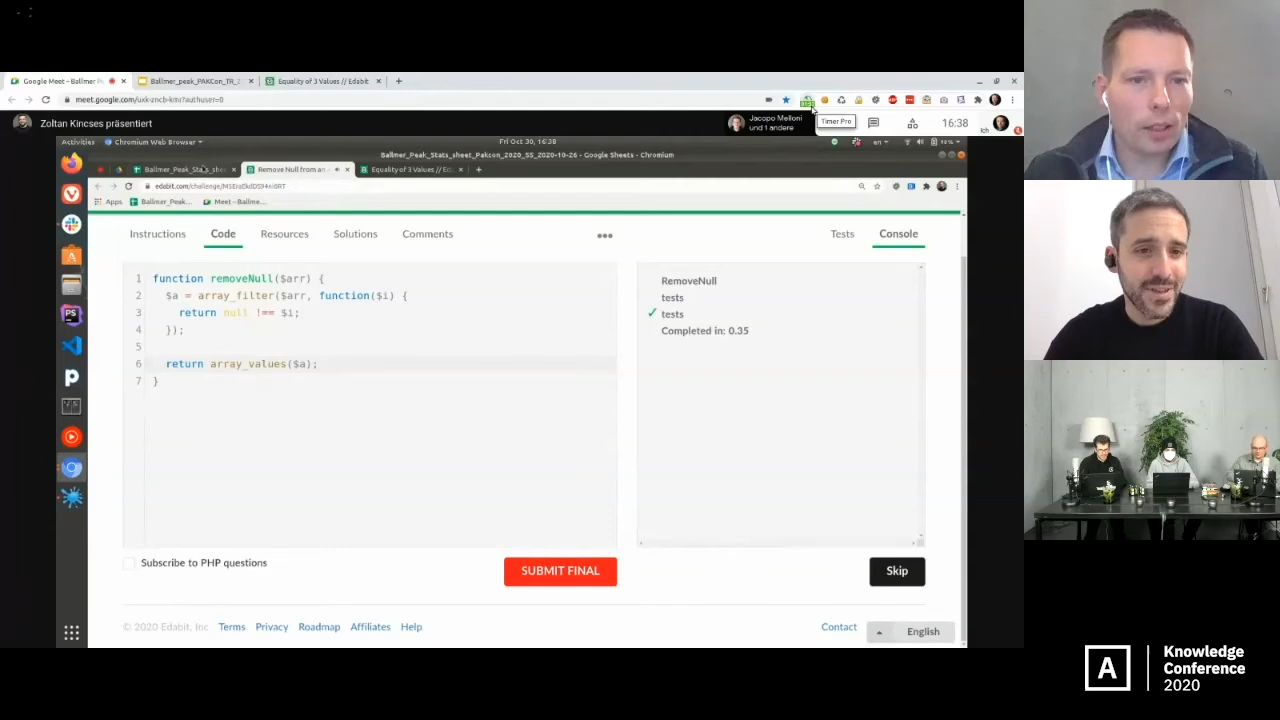 Google Meet – Ballmer P
Ballmer_peak_PAKCon_TR_2
Equality of 3 Values // Edabit
meet.google.com/uxk-zncb-kmr?authuser=0
Zoltan Kincses präsentiert
Jacopo Melloni
und 1 andere
Timer Pro
16:38
Ich
Activities
Chromium Web Browser
Fri Oct 30, 16:38
en
Ballmer_Peak_Stats_sheet_Pakcon_2020_SS_2020-10-26 - Google Sheets - Chromium
Ballmer_Peak_Stats_shee
Remove Null from an
Equality of 3 Values // E
Apps
Ballmer_Peak...
Meet – Ballme...
Instructions
Code
Resources
Solutions
Comments
Tests
Console
1 function removeNull($arr) {
2 $a = array_filter($arr, function($i) {
3 return null !== $i;
4 });
5
6 return array_values($a);
7 }
RemoveNull
tests
✓ tests
Completed in: 0.35
Subscribe to PHP questions
SUBMIT FINAL
Skip
© 2020 Edabit, Inc
Terms
Privacy
Roadmap
Affiliates
Help
Contact
English
PS
A
Knowledge
Conference
2020